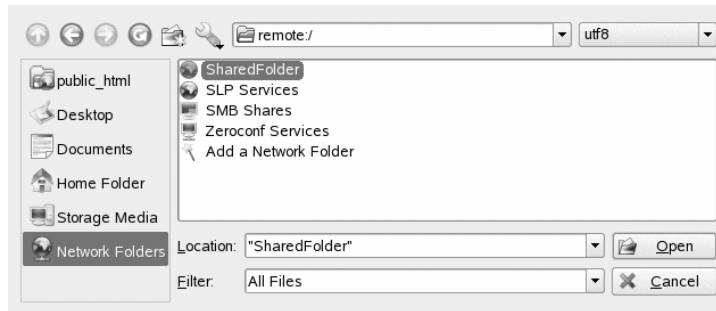 remote:/
utf8
public_html
Desktop
Documents
Home Folder
Storage Media
Network Folders
SharedFolder
SLP Services
SMB Shares
Zeroconf Services
Add a Network Folder
Location: "SharedFolder"
Open
Filter: All Files
Cancel